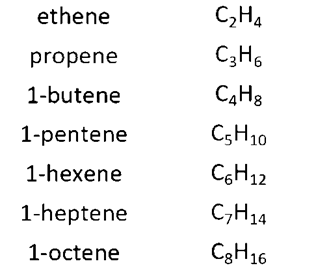 ethene C₂H₄
propene C₃H₆
1-butene C₄H₈
1-pentene C₅H₁₀
1-hexene C₆H₁₂
1-heptene C₇H₁₄
1-octene C₈H₁₆